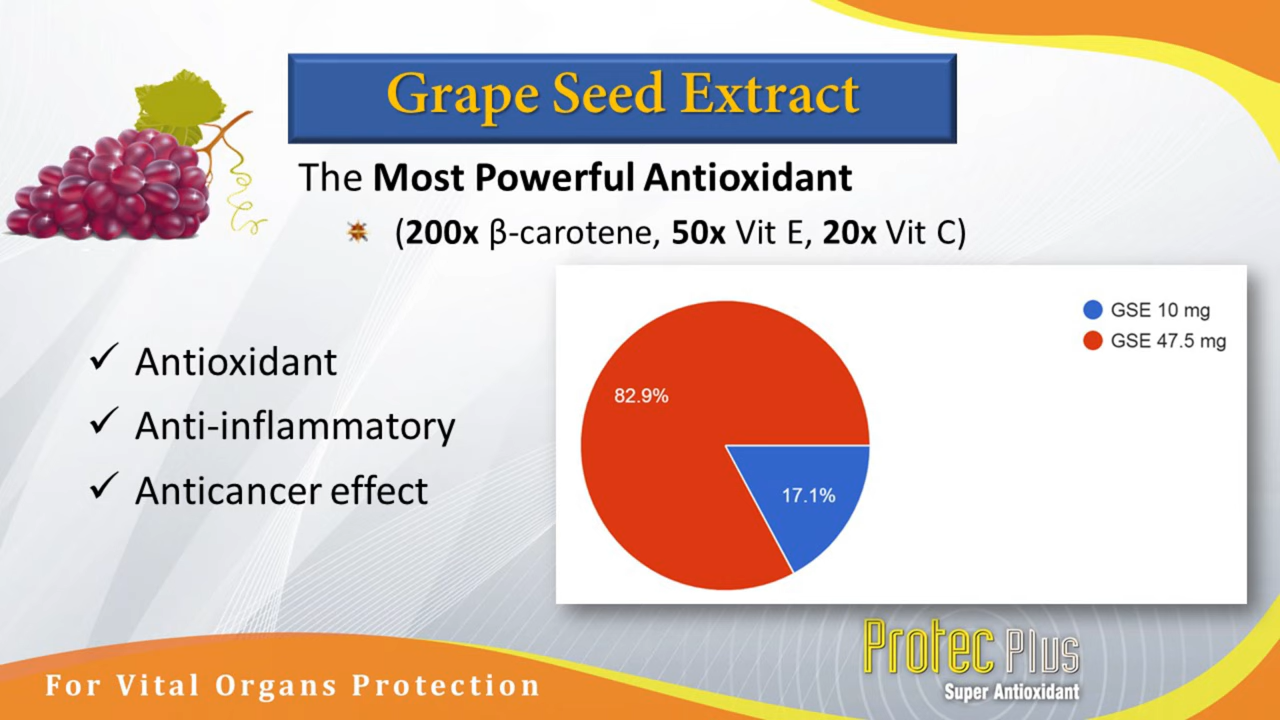 Grape Seed Extract
The Most Powerful Antioxidant
(200x β-carotene, 50x Vit E, 20x Vit C)
✓ Antioxidant
✓ Anti-inflammatory
✓ Anticancer effect
GSE 10 mg
GSE 47.5 mg
82.9%
17.1%
Protec Plus
Super Antioxidant
For Vital Organs Protection